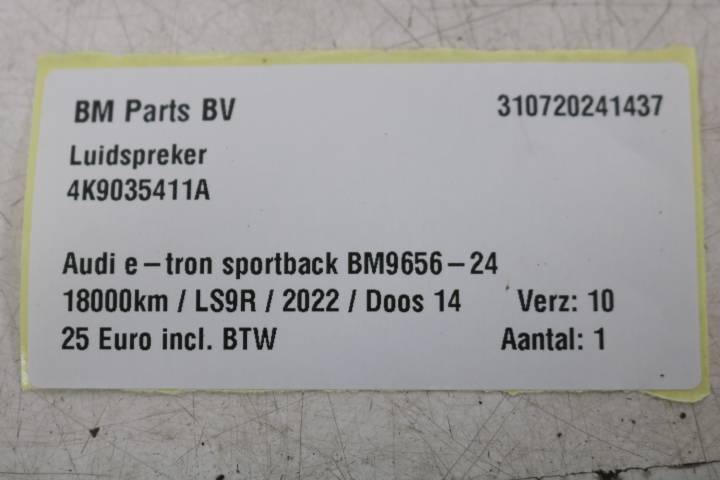 BM Parts BV 310720241437
Luidspreker
4K9035411A
Audi e-tron sportback BM9656-24
18000km / LS9R / 2022 / Doos 14 Verz: 10
25 Euro incl. BTW Aantal: 1